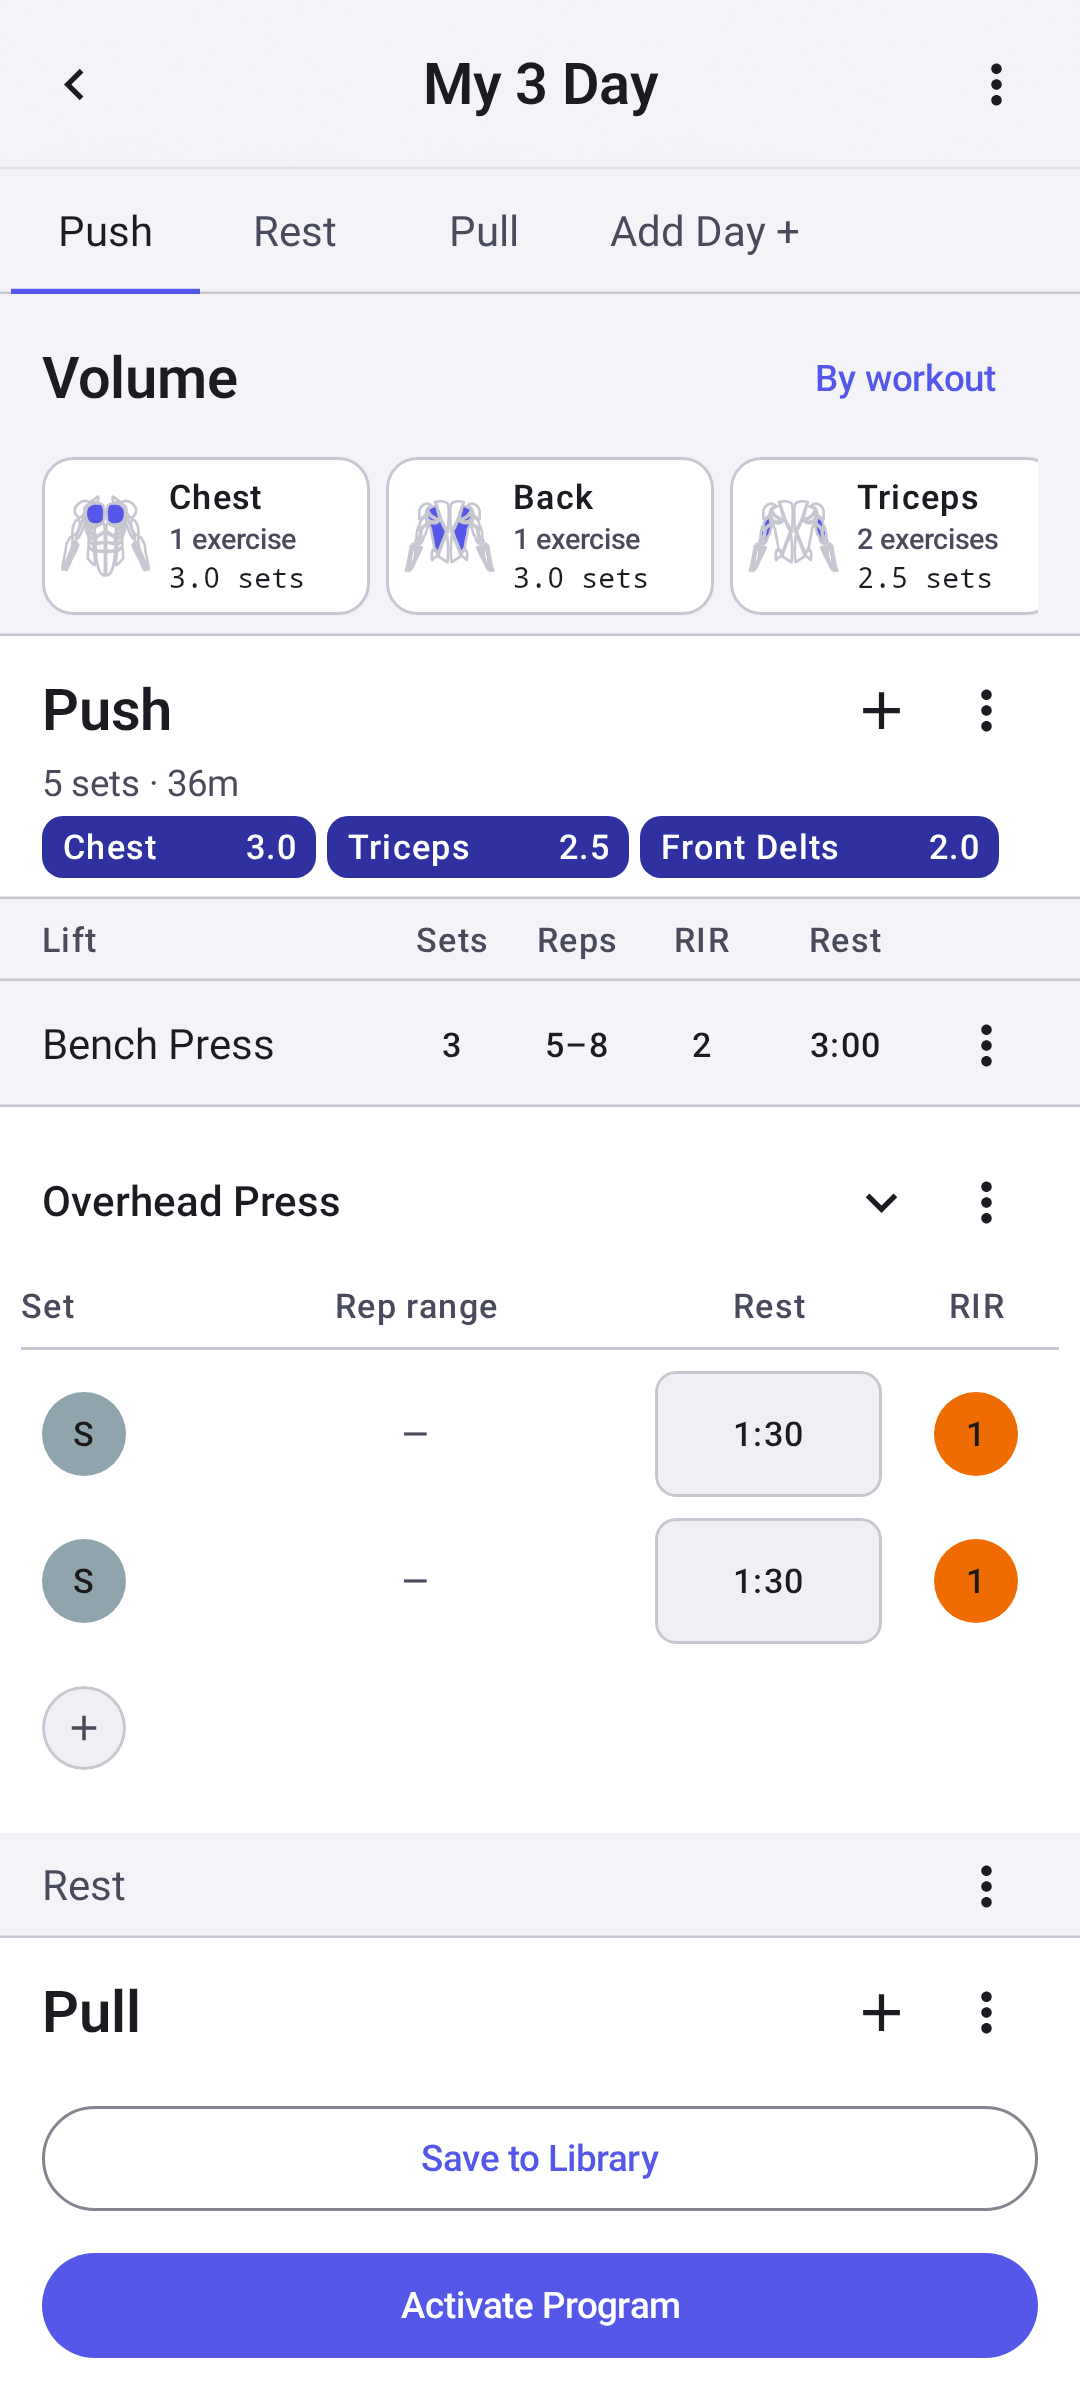 My 3 Day
Push Rest Pull Add Day +
Volume By workout
Chest
1 exercise
3.0 sets
Back
1 exercise
3.0 sets
Triceps
2 exercises
2.5 sets
Push
5 sets · 36m
Chest 3.0 Triceps 2.5 Front Delts 2.0
Lift Sets Reps RIR Rest
Bench Press 3 5–8 2 3:00
Overhead Press
Set Rep range Rest RIR
S – 1:30 1
S – 1:30 1
+
Rest
Pull
Save to Library
Activate Program